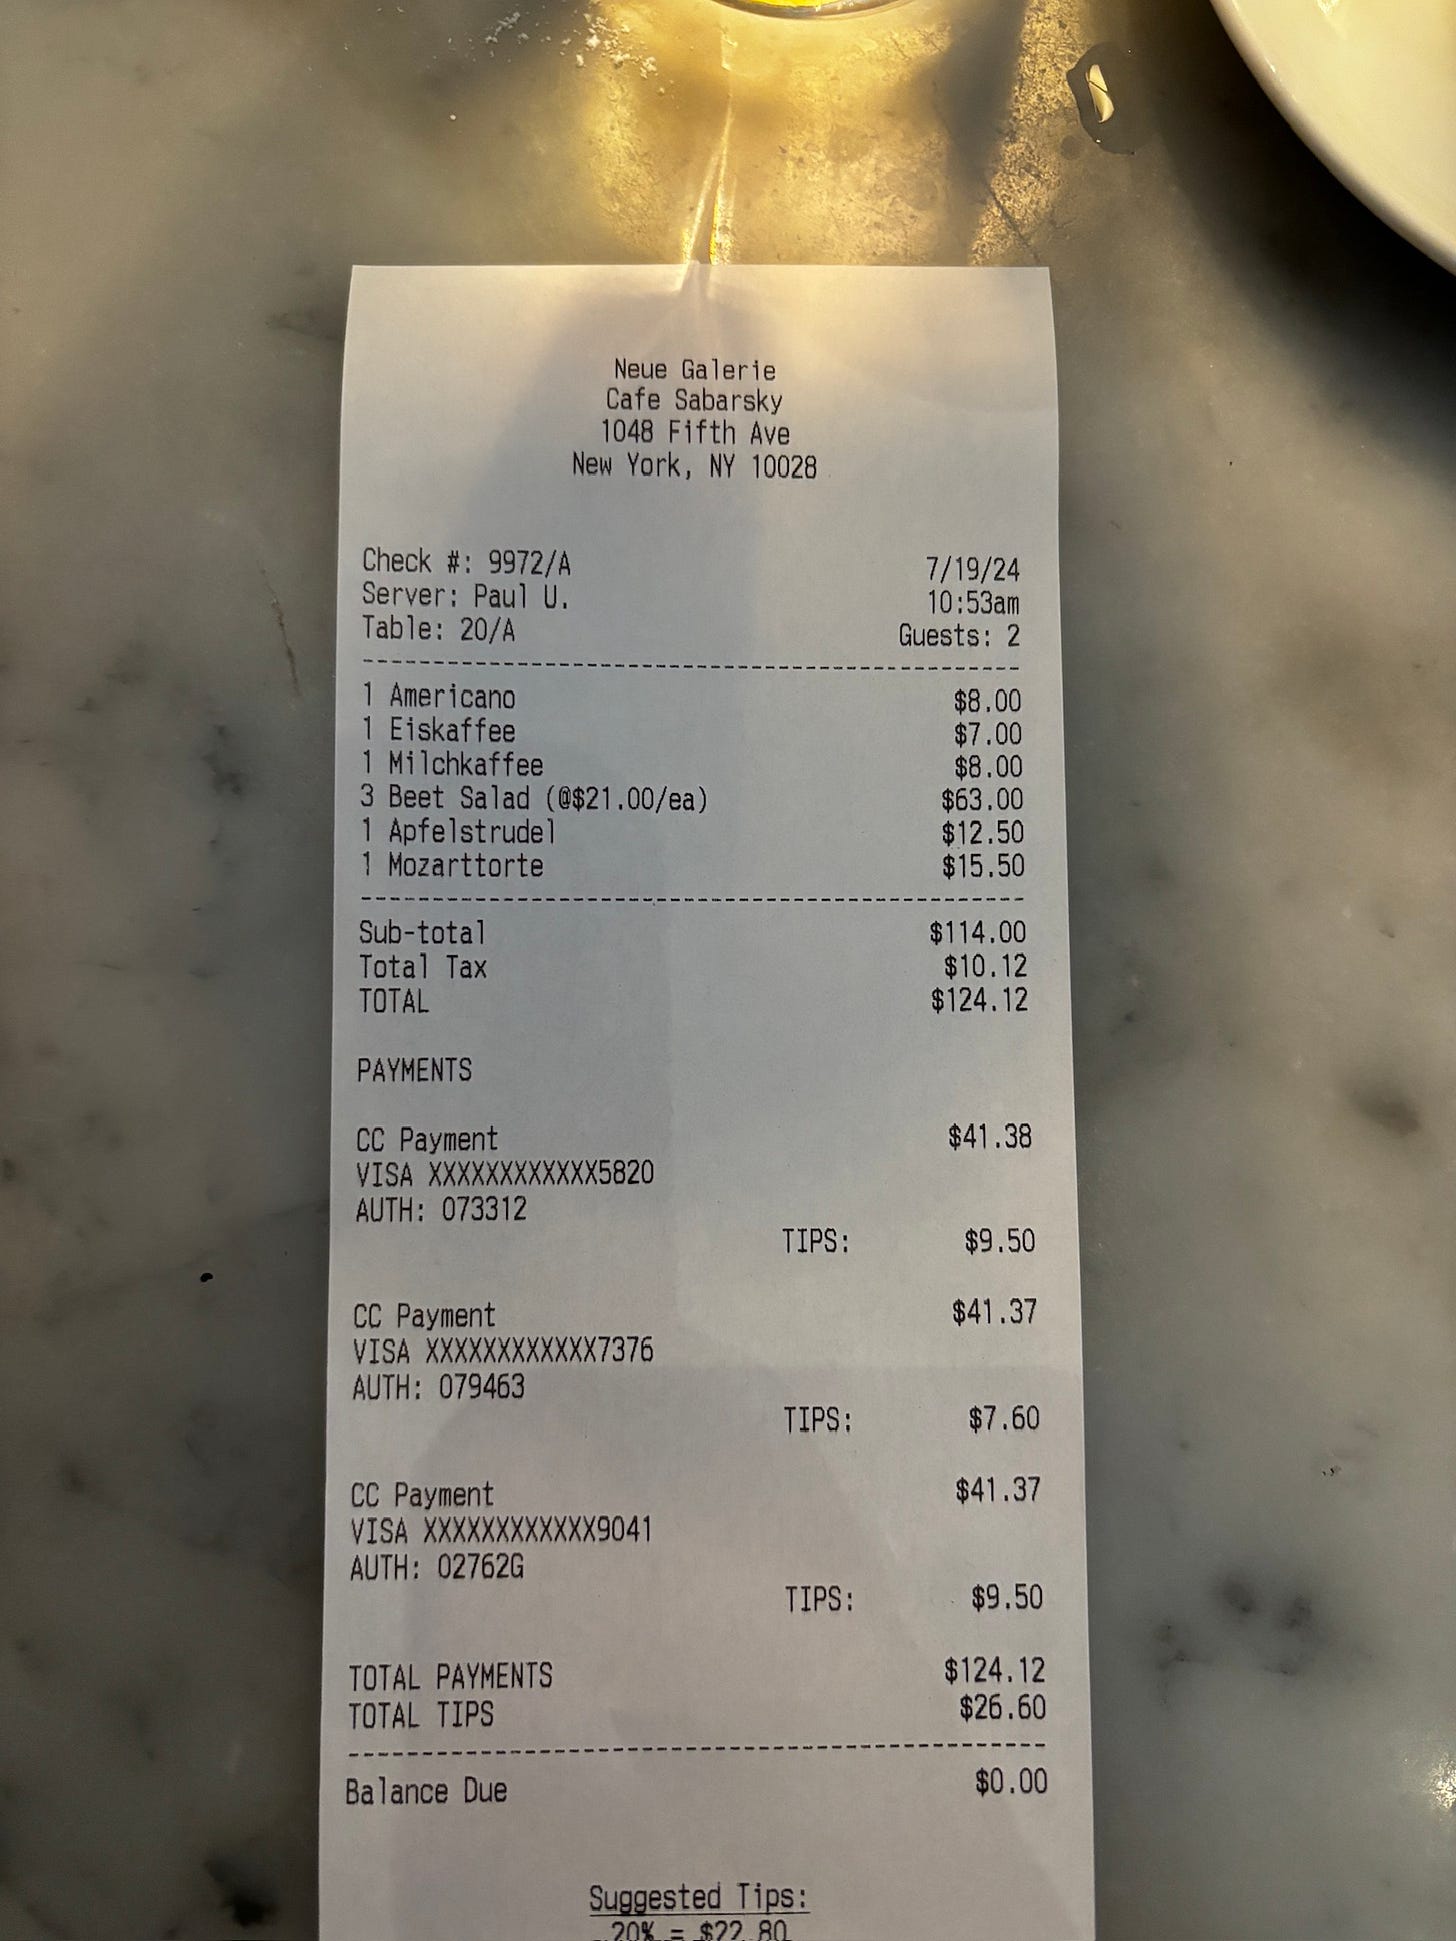 Neue Galerie
Cafe Sabarsky
1048 Fifth Ave
New York, NY 10028
Check #: 9972/A 7/19/24
Server: Paul U. 10:53am
Table: 20/A Guests: 2
1 Americano $8.00
1 Eiskaffee $7.00
1 Milchkaffee $8.00
3 Beet Salad (@$21.00/ea) $63.00
1 Apfelstrudel $12.50
1 Mozarttorte $15.50
Sub-total $114.00
Total Tax $10.12
TOTAL $124.12
PAYMENTS
CC Payment $41.38
VISA XXXXXXXXXXXX5820
AUTH: 073312
TIPS: $9.50
CC Payment $41.37
VISA XXXXXXXXXXXX7376
AUTH: 079463
TIPS: $7.60
CC Payment $41.37
VISA XXXXXXXXXXXX9041
AUTH: 02762G
TIPS: $9.50
TOTAL PAYMENTS $124.12
TOTAL TIPS $26.60
Balance Due $0.00
Suggested Tips:
20% = $22.80